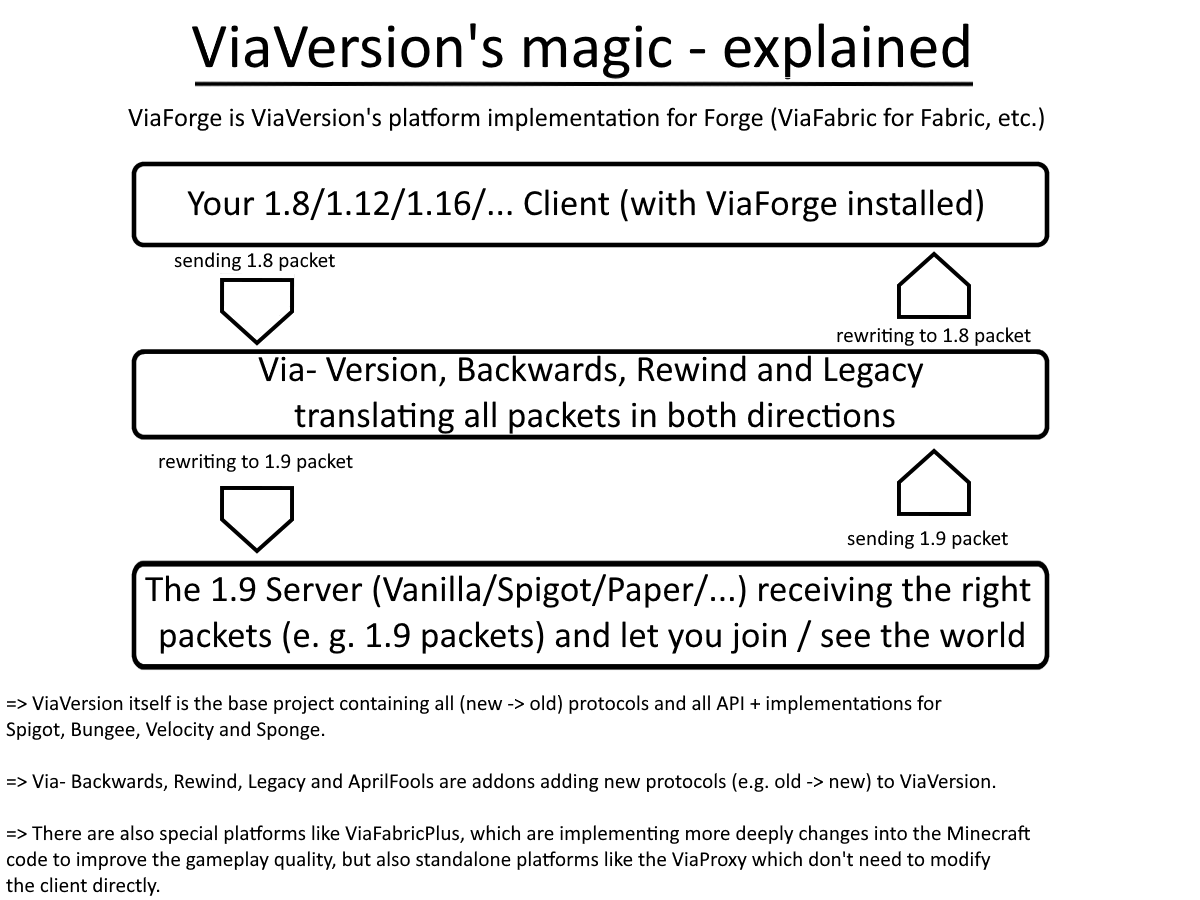 ViaVersion's magic - explained
ViaForge is ViaVersion's platform implementation for Forge (ViaFabric for Fabric, etc.)
Your 1.8/1.12/1.16/... Client (with ViaForge installed)
sending 1.8 packet
rewriting to 1.8 packet
Via- Version, Backwards, Rewind and Legacy
translating all packets in both directions
rewriting to 1.9 packet
sending 1.9 packet
The 1.9 Server (Vanilla/Spigot/Paper/...) receiving the right
packets (e. g. 1.9 packets) and let you join / see the world
=> ViaVersion itself is the base project containing all (new -> old) protocols and all API + implementations for
Spigot, Bungee, Velocity and Sponge.
=> Via- Backwards, Rewind, Legacy and AprilFools are addons adding new protocols (e.g. old -> new) to ViaVersion.
=> There are also special platforms like ViaFabricPlus, which are implementing more deeply changes into the Minecraft
code to improve the gameplay quality, but also standalone platforms like the ViaProxy which don't need to modify
the client directly.